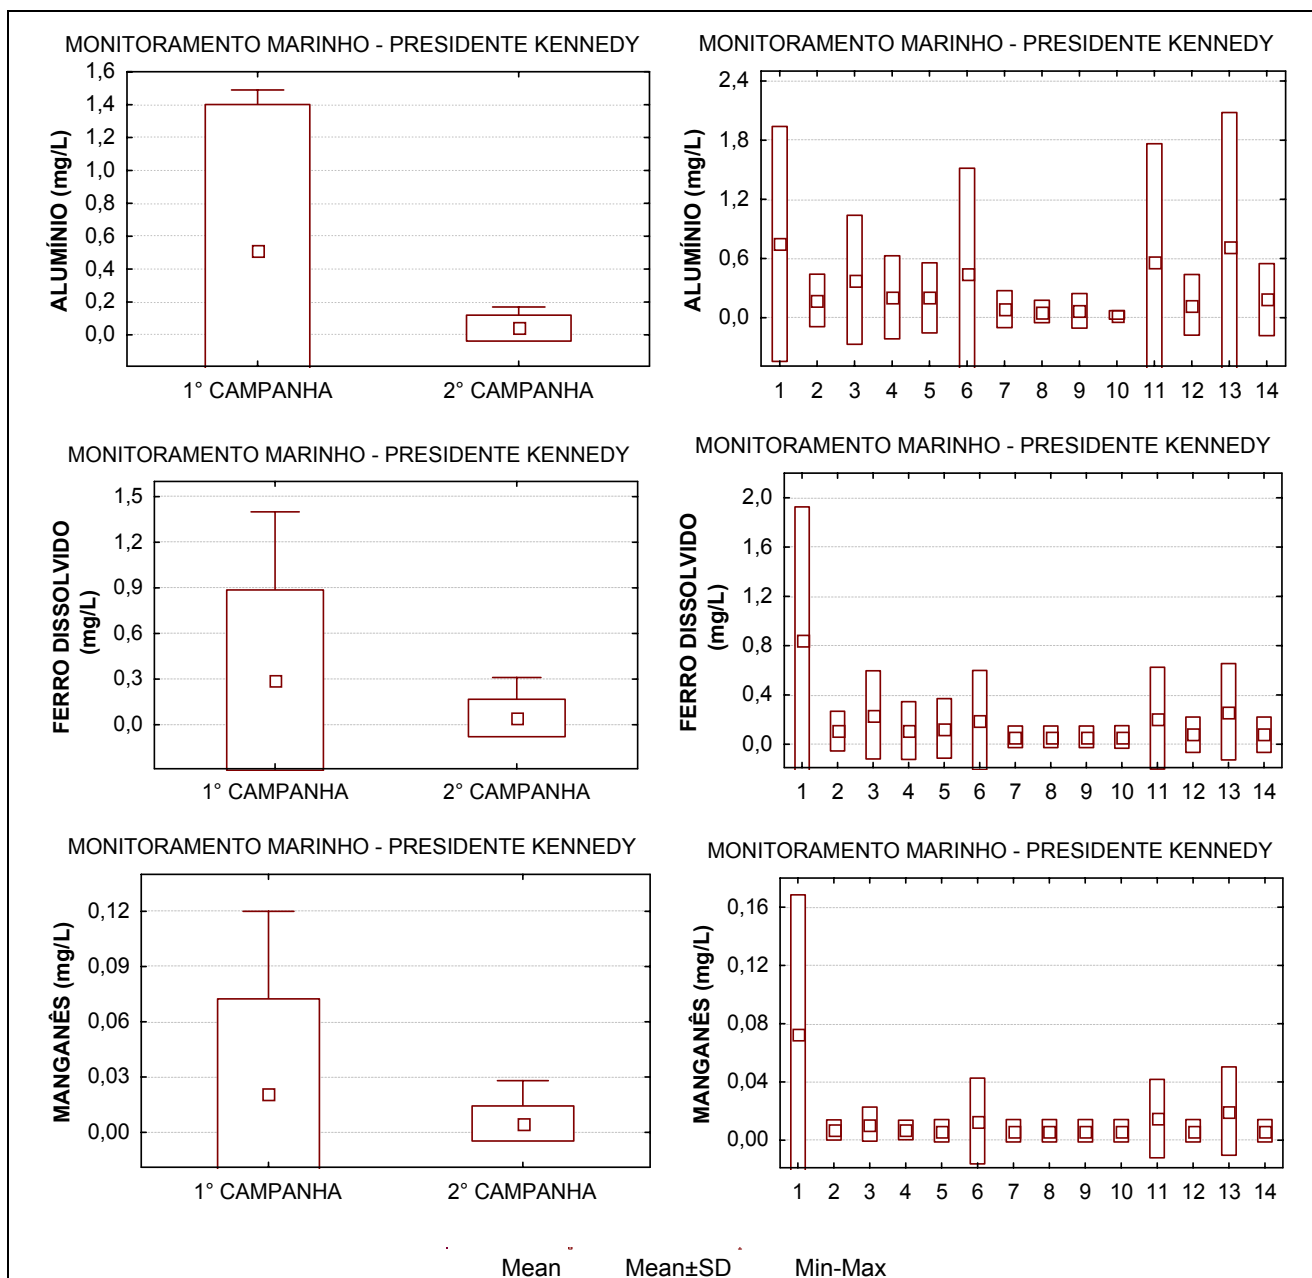 MONITORAMENTO MARINHO - PRESIDENTE KENNEDY
ALUMÍNIO (mg/L)
1,6
1,4
1,2
1,0
0,8
0,6
0,4
0,2
0,0
1° CAMPANHA 2° CAMPANHA
MONITORAMENTO MARINHO - PRESIDENTE KENNEDY
ALUMÍNIO (mg/L)
2,4
1,8
1,2
0,6
0,0
1 2 3 4 5 6 7 8 9 10 11 12 13 14
MONITORAMENTO MARINHO - PRESIDENTE KENNEDY
FERRO DISSOLVIDO
(mg/L)
1,5
1,2
0,9
0,6
0,3
0,0
1° CAMPANHA 2° CAMPANHA
MONITORAMENTO MARINHO - PRESIDENTE KENNEDY
FERRO DISSOLVIDO
(mg/L)
2,0
1,6
1,2
0,8
0,4
0,0
1 2 3 4 5 6 7 8 9 10 11 12 13 14
MONITORAMENTO MARINHO - PRESIDENTE KENNEDY
MANGANÊS (mg/L)
0,12
0,09
0,06
0,03
0,00
1° CAMPANHA 2° CAMPANHA
MONITORAMENTO MARINHO - PRESIDENTE KENNEDY
MANGANÊS (mg/L)
0,16
0,12
0,08
0,04
0,00
1 2 3 4 5 6 7 8 9 10 11 12 13 14
Mean Mean±SD Min-Max